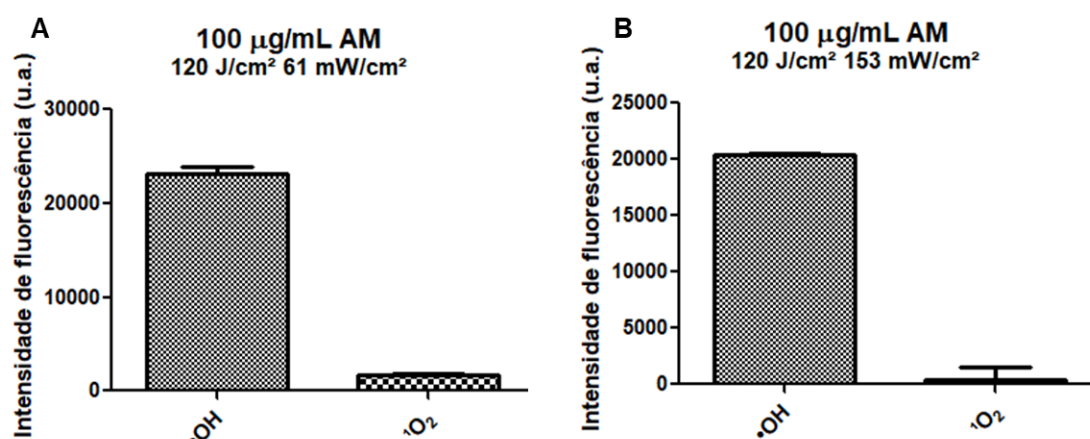 A
100 µg/mL AM
120 J/cm² 61 mW/cm²
Intensidade de fluorescência (u.a.)
30000
20000
10000
0
•OH
¹O₂
B
100 µg/mL AM
120 J/cm² 153 mW/cm²
Intensidade de fluorescência (u.a.)
25000
20000
15000
10000
5000
0
•OH
¹O₂